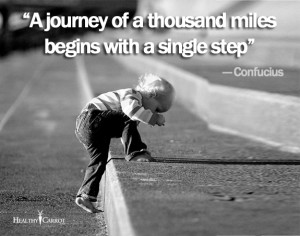 “A journey of a thousand miles
begins with a single step”
— Confucius
HEALTHY CARROT